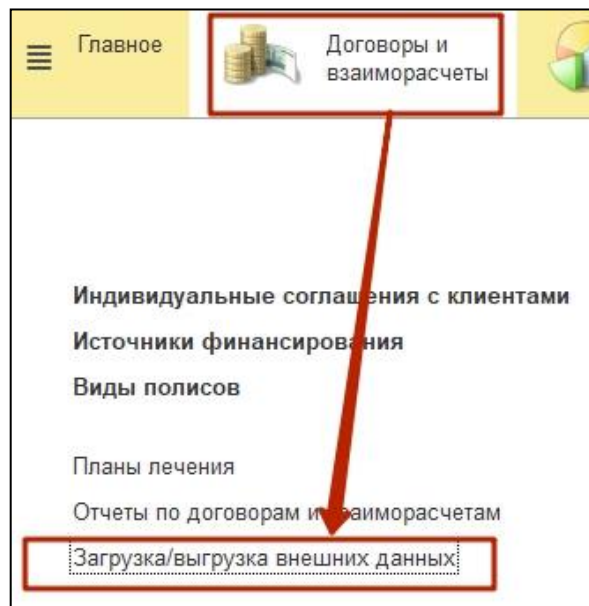 Главное
Договоры и
взаиморасчеты
Индивидуальные соглашения с клиентами
Источники финансирования
Виды полисов
Планы лечения
Отчеты по договорам и взаиморасчетам
Загрузка/выгрузка внешних данных